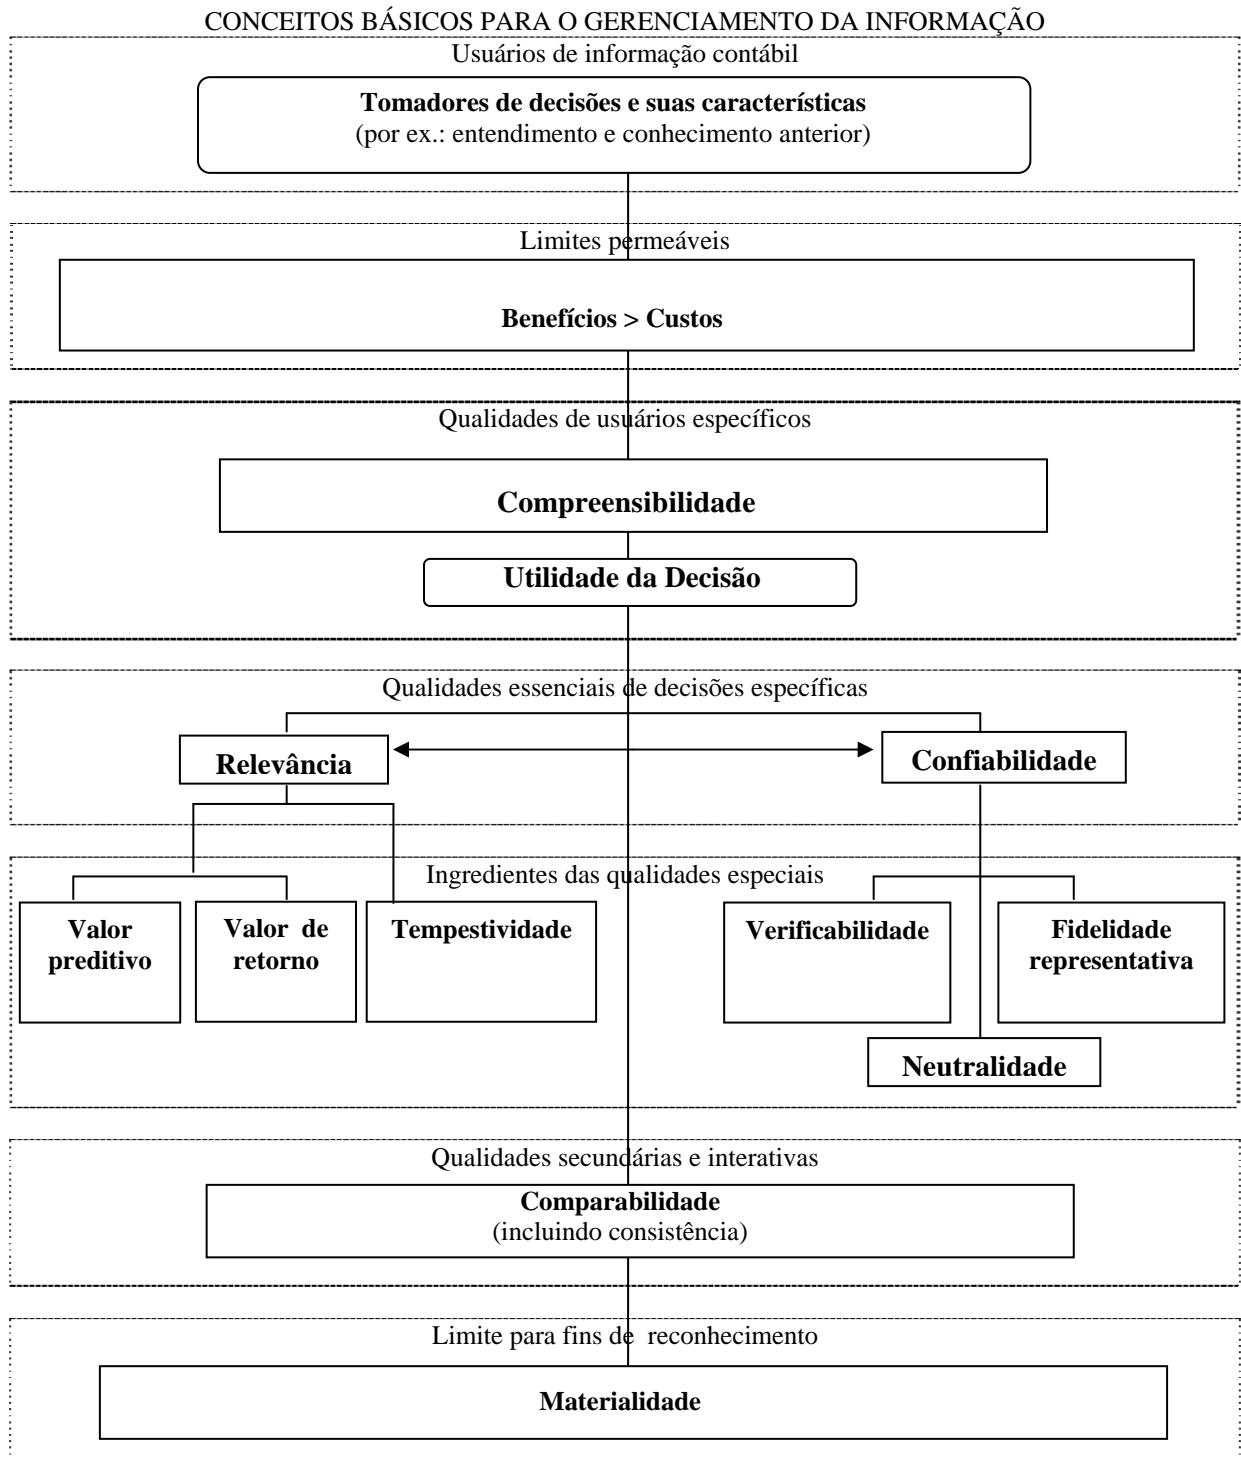 CONCEITOS BÁSICOS PARA O GERENCIAMENTO DA INFORMAÇÃO
Usuários de informação contábil
Tomadores de decisões e suas características
(por ex.: entendimento e conhecimento anterior)
Limites permeáveis
Benefícios > Custos
Qualidades de usuários específicos
Compreensibilidade
Utilidade da Decisão
Qualidades essenciais de decisões específicas
Relevância
Confiabilidade
Ingredientes das qualidades especiais
Valor
preditivo
Valor de
retorno
Tempestividade
Verificabilidade
Fidelidade
representativa
Neutralidade
Qualidades secundárias e interativas
Comparabilidade
(incluindo consistência)
Limite para fins de reconhecimento
Materialidade